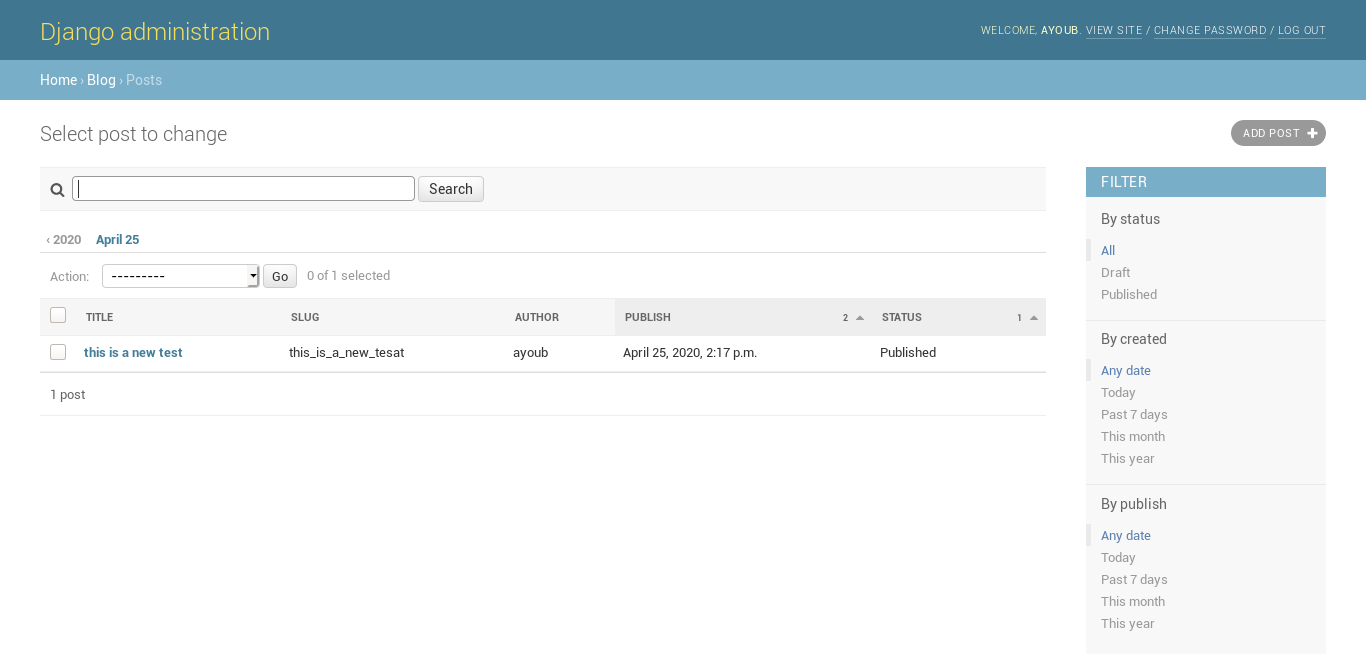 Django administration
WELCOME, AYOUB. VIEW SITE / CHANGE PASSWORD / LOG OUT
Home › Blog › Posts
Select post to change
ADD POST
Search
‹ 2020 April 25
Action: --------- Go 0 of 1 selected
TITLE SLUG AUTHOR PUBLISH 2 STATUS 1
this is a new test this_is_a_new_tesat ayoub April 25, 2020, 2:17 p.m. Published
1 post
FILTER
By status
All
Draft
Published
By created
Any date
Today
Past 7 days
This month
This year
By publish
Any date
Today
Past 7 days
This month
This year